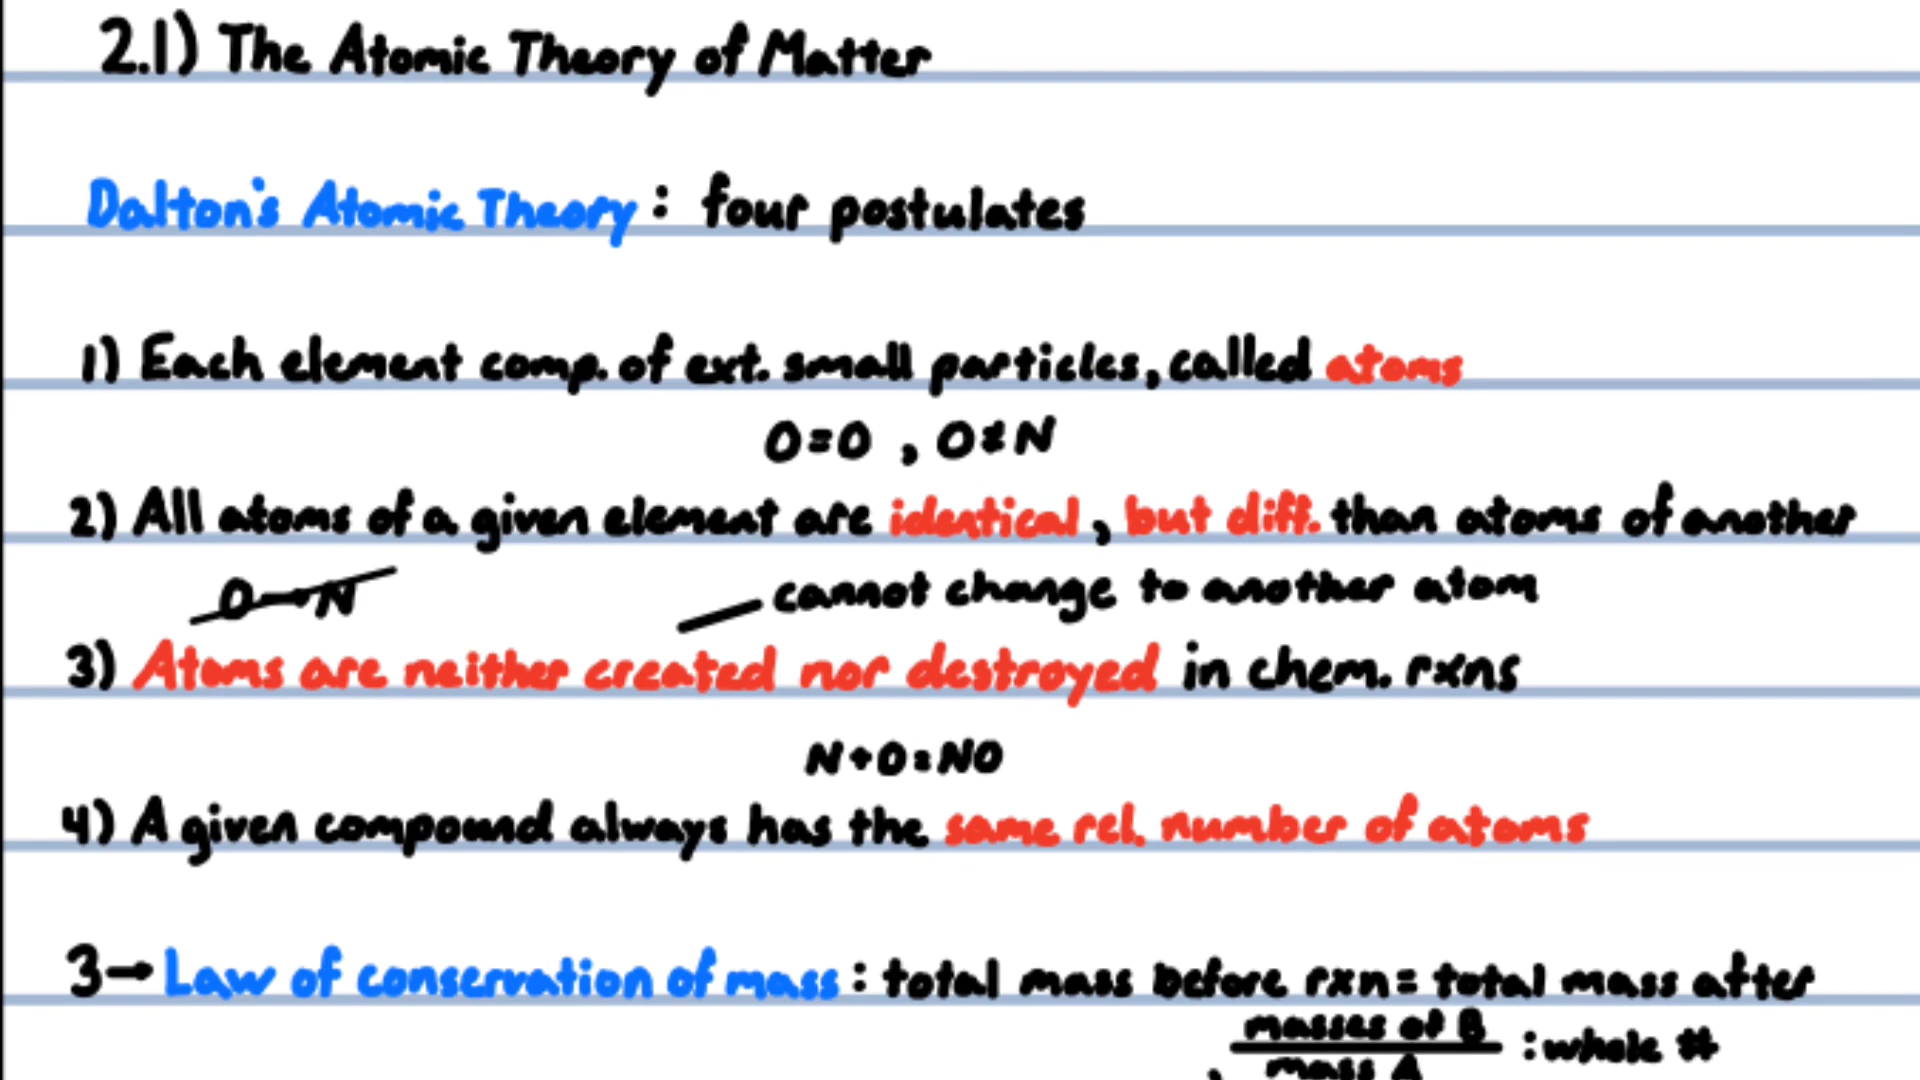 2.1) The Atomic Theory of Matter
Dalton's Atomic Theory : four postulates
1) Each element comp. of ext. small particles, called atoms
O=O , O≠N
2) All atoms of a given element are identical, but diff. than atoms of another
O→N cannot change to another atom
3) Atoms are neither created nor destroyed in chem. rxns
N+O=NO
4) A given compound always has the same rel. number of atoms
3→ Law of conservation of mass : total mass before rxn = total mass after
masses of B : whole #
mass A